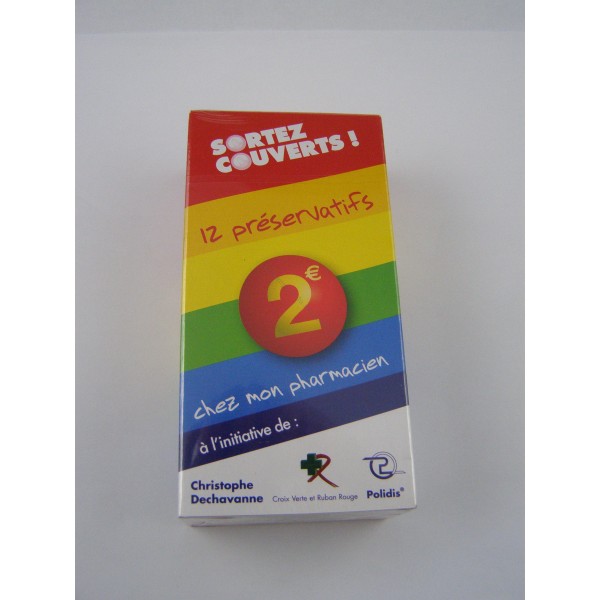 SORTEZ
COUVERTS !
12 préservatifs
2€
chez mon pharmacien
à l'initiative de :
Christophe
Dechavanne
R
Croix Verte et Ruban Rouge
Polidis®